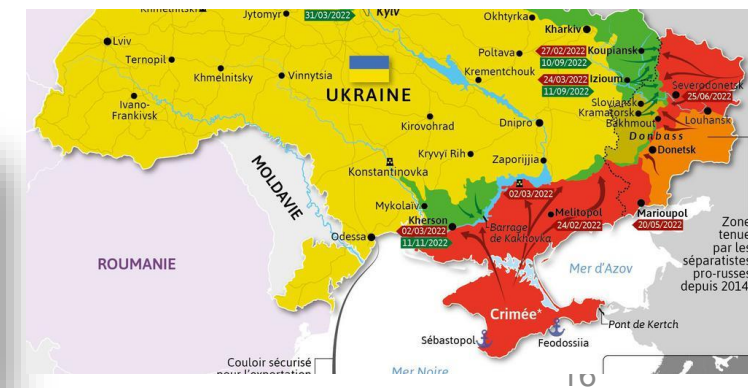 Khmelnitski
Jytomyr
31/03/2022
Kyiv
Okhtyrka
Kharkiv
Lviv
Ternopil
Khmelnitsky
Vinnytsia
Poltava
27/02/2022
Koupiansk
10/09/2022
Krementchouk
24/03/2022
Izioum
11/09/2022
Severodonetsk
25/06/2022
Ivano-
Frankivsk
UKRAINE
Sloviansk
Kramatorsk
Bakhmout
Louhansk
Kirovohrad
Dnipro
Donbass
Donetsk
Kryvyï Rih
Zaporijjia
Konstantinovka
MOLDAVIE
02/03/2022
Mykolaïv
Kherson
02/03/2022
11/11/2022
Barrage
de Kakhovka
Melitopol
24/02/2022
Marioupol
20/05/2022
Odessa
Zone
tenue
par les
séparatistes
pro-russes
depuis 2014
ROUMANIE
Mer d'Azov
Crimée*
Pont de Kertch
Sébastopol
Feodossiia
Couloir sécurisé
pour l'exportation
Mer Noire
16